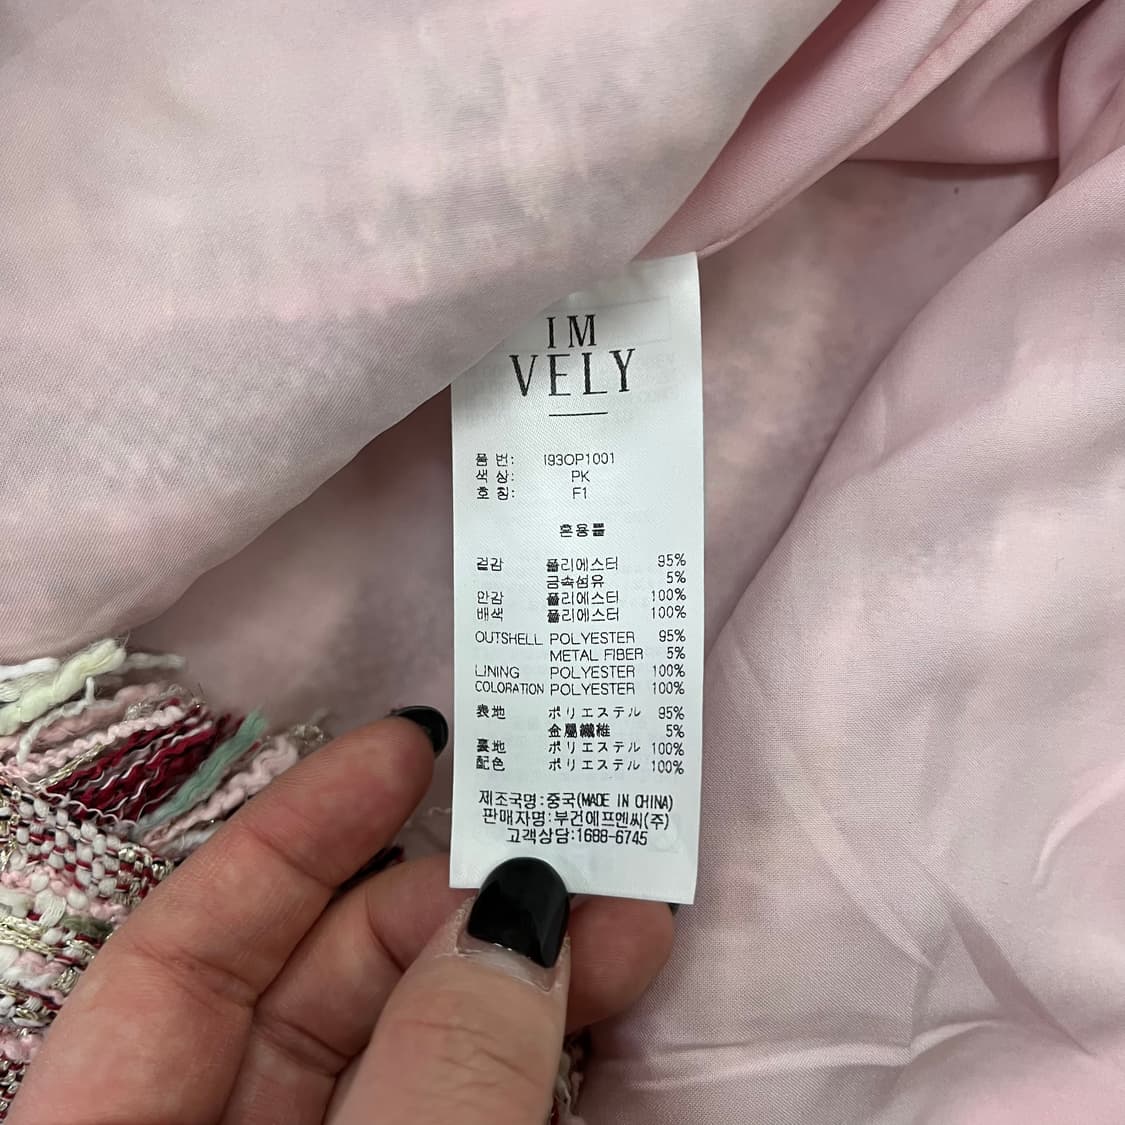 IM
VELY
품 번: I93OP1001
색 상: PK
호 칭: F1
혼용률
겉감 폴리에스터 95%
금속섬유 5%
안감 폴리에스터 100%
배색 폴리에스터 100%
OUTSHELL POLYESTER 95%
METAL FIBER 5%
LINING POLYESTER 100%
COLORATION POLYESTER 100%
表地 ポリエステル 95%
金屬纖維 5%
裏地 ポリエステル 100%
配色 ポリエステル 100%
제조국명:중국(MADE IN CHINA)
판매자명:부건에프엔씨(주)
고객상담:1688-6745